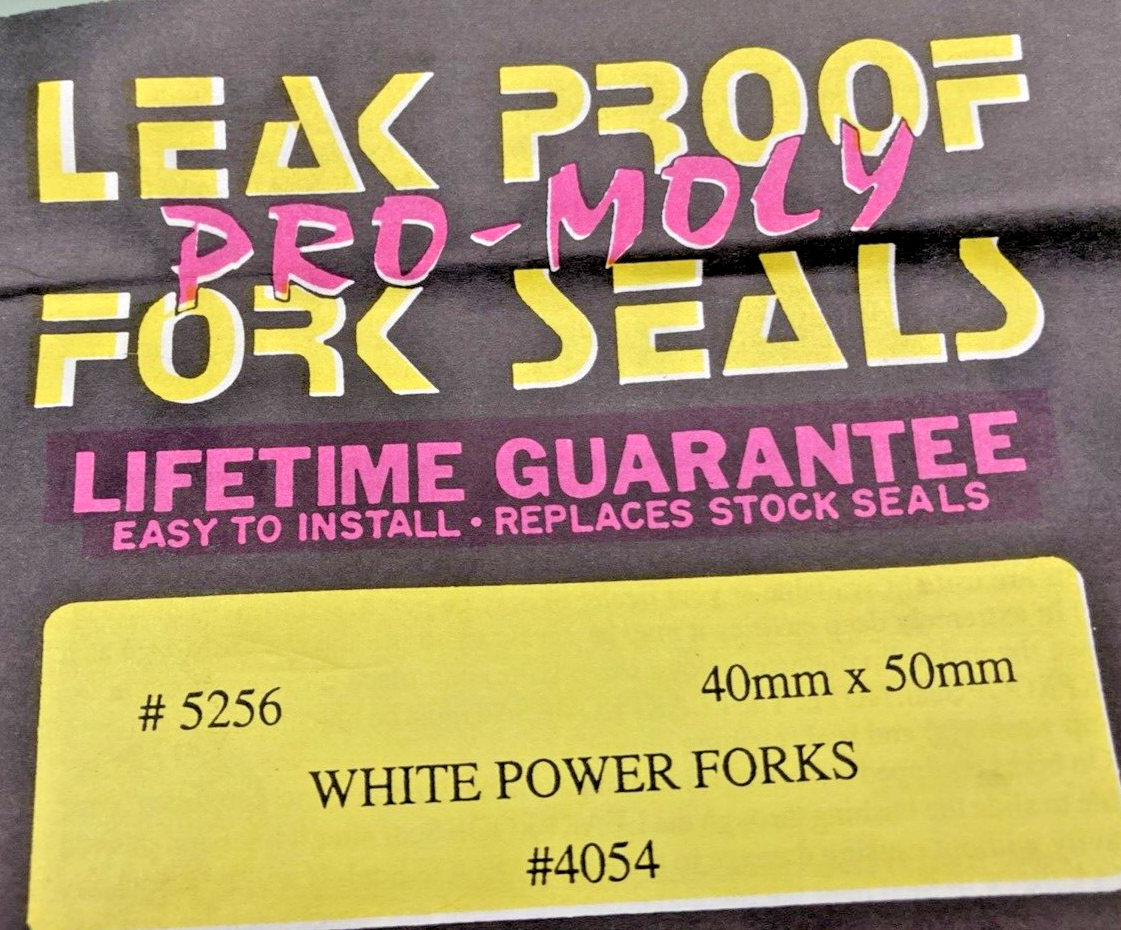 LEAK PROOF
PRO-MOLY
FORK SEALS
LIFETIME GUARANTEE
EASY TO INSTALL • REPLACES STOCK SEALS
# 5256 40mm x 50mm
WHITE POWER FORKS
#4054